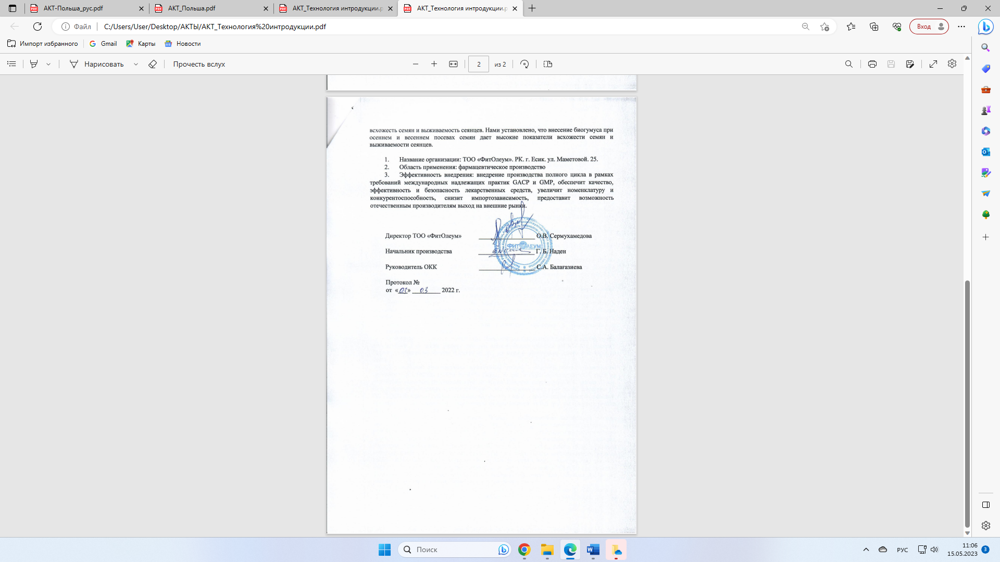 АКТ-Польша_рус.pdf
АКТ_Польша.pdf
АКТ_Технология интродукции.p
АКТ_Технология интродукции.p
Файл
C:/Users/User/Desktop/АКТЫ/АКТ_Технология%20интродукции.pdf
Вход
Импорт избранного
Gmail
Карты
Новости
Нарисовать
Прочесть вслух
2
из 2
всхожесть семян и выживаемость сеянцев. Нами установлено, что внесение биогумуса при
осеннем и весеннем посевах семян дает высокие показатели всхожести семян и
выживаемости сеянцев.
1. Название организации: ТОО «ФитОлеум». РК. г. Есик. ул. Маметовой. 25.
2. Область применения: фармацевтическое производство
3. Эффективность внедрения: внедрение производства полного цикла в рамках
требований международных надлежащих практик GACP и GMP, обеспечит качество,
эффективность и безопасность лекарственных средств, увеличит номенклатуру и
конкурентоспособность, снизит импортозависимость, предоставит возможность
отечественным производителям выход на внешние рынки.
Директор ТОО «ФитОлеум» О.В. Сермухамедова
ФИТОЛЕУМ
Начальник производства Г. Б. Наден
Руководитель ОКК С.А. Балағазиева
Протокол №
от « » 03 2022 г.
Поиск
РУС
11:06
15.05.2023
3